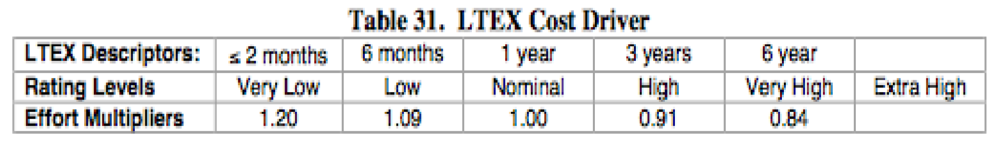 Table 31. LTEX Cost Driver
LTEX Descriptors: ≤ 2 months 6 months 1 year 3 years 6 year
Rating Levels Very Low Low Nominal High Very High Extra High
Effort Multipliers 1.20 1.09 1.00 0.91 0.84